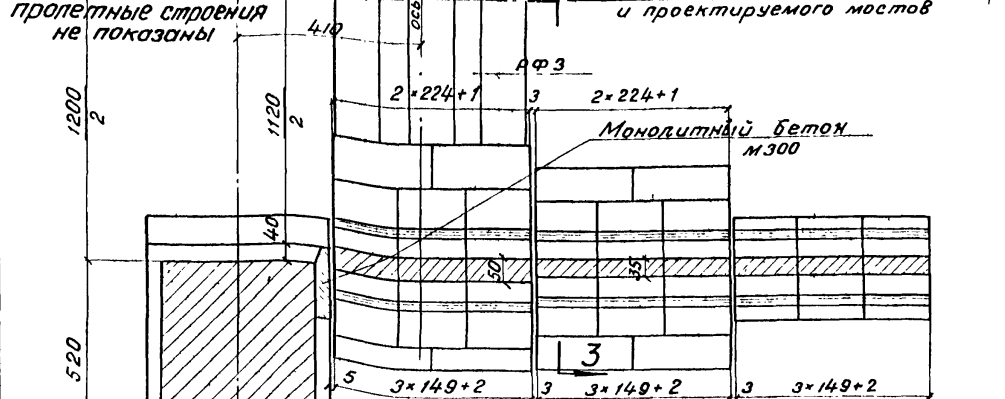 пролетные строения
не показаны
и проектируемого мостов
410
ось
РФ3
2×224+1
3
2×224+1
1200
2
1120
2
Монолитный бетон
М300
40
50
35
520
3
5
3×149+2
3
3×149+2
3
3×149+2